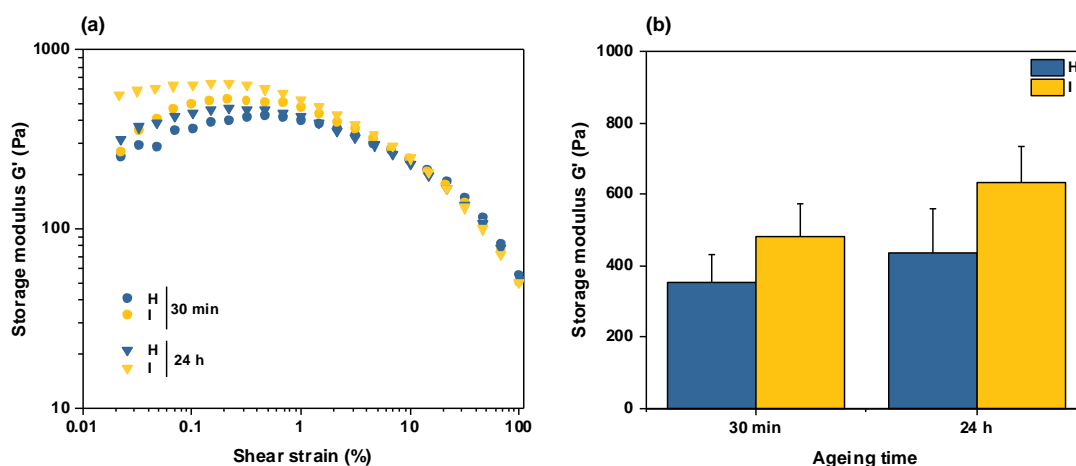 (a)
Storage modulus G' (Pa)
1000
100
10
H
I
30 min
H
I
24 h
0.01
0.1
1
10
100
Shear strain (%)
(b)
Storage modulus G' (Pa)
1000
800
600
400
200
0
H
I
30 min
24 h
Ageing time